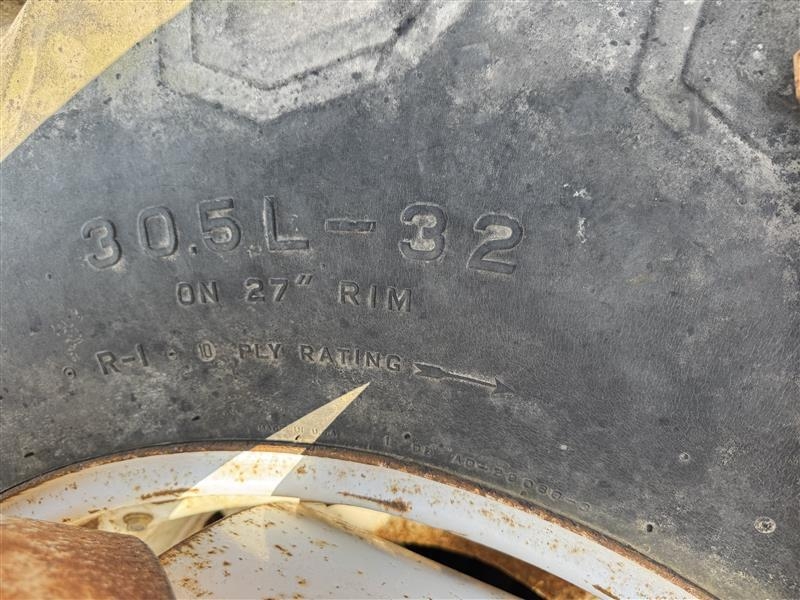 30.5L-32
ON 27" RIM
R-1 10 PLY RATING